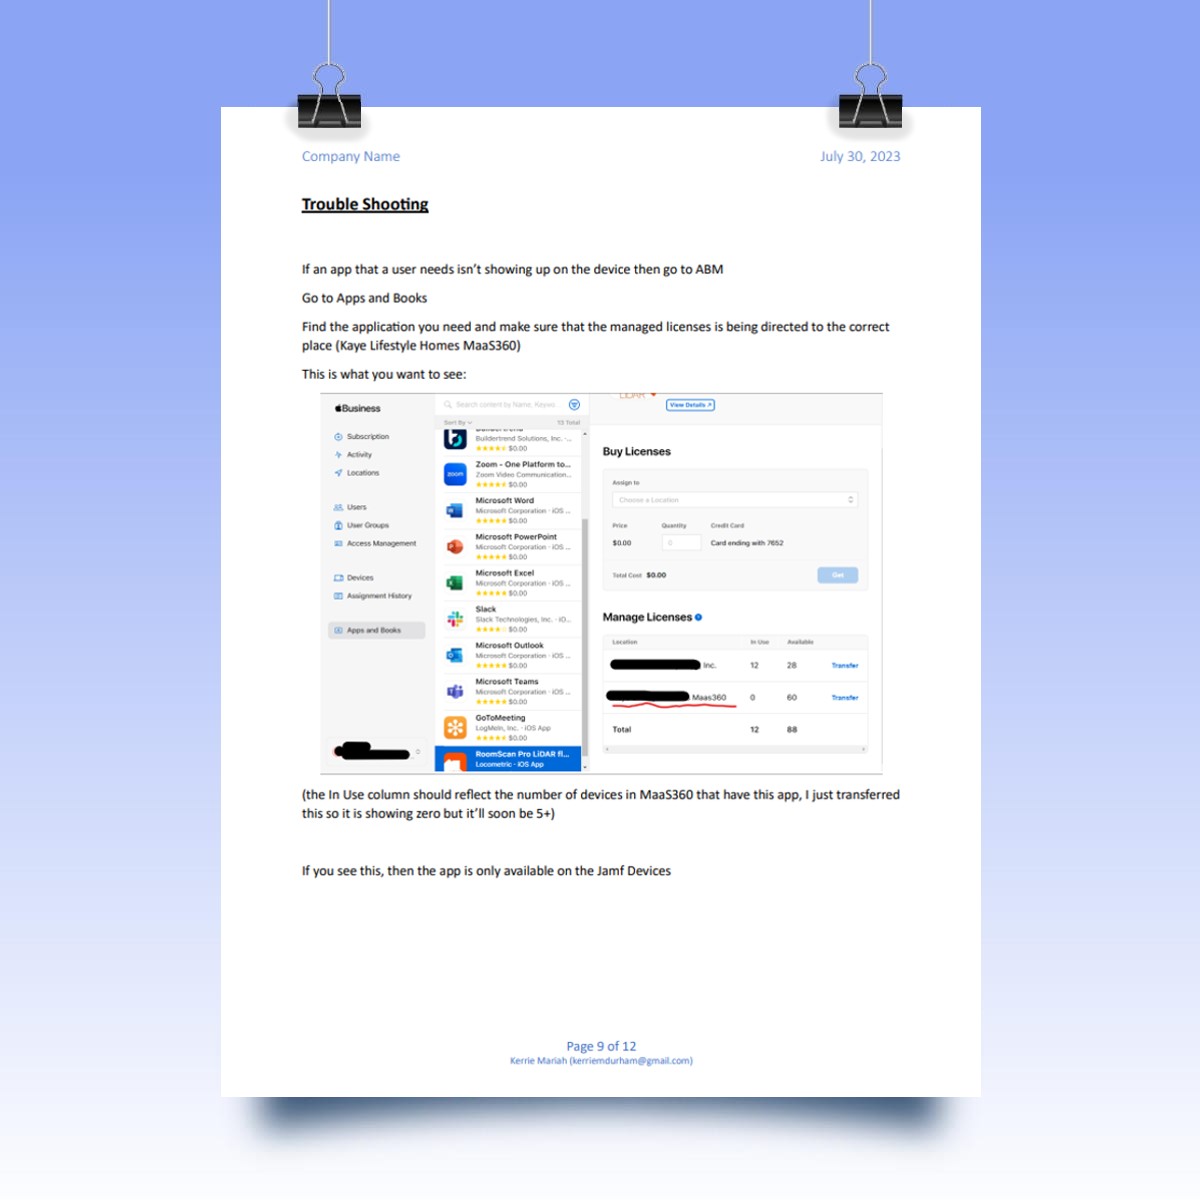 Company Name
July 30, 2023
Trouble Shooting
If an app that a user needs isn't showing up on the device then go to ABM
Go to Apps and Books
Find the application you need and make sure that the managed licenses is being directed to the correct
place (Kaye Lifestyle Homes MaaS360)
This is what you want to see:
Business
Subscription
Activity
Locations
Users
User Groups
Access Management
Devices
Assignment History
Apps and Books
Search content by Name, Keywo
Sort By
13 Total
Buildertrend Solutions, Inc. ·...
$0.00
zoom
Zoom - One Platform to...
Zoom Video Communication...
$0.00
Microsoft Word
Microsoft Corporation · iOS ...
$0.00
Microsoft PowerPoint
Microsoft Corporation · iOS ...
$0.00
Microsoft Excel
Microsoft Corporation · iOS ...
$0.00
Slack
Slack Technologies, Inc. · iO...
$0.00
Microsoft Outlook
Microsoft Corporation · iOS ...
$0.00
Microsoft Teams
Microsoft Corporation · iOS ...
$0.00
GoToMeeting
LogMeIn, Inc. · iOS App
$0.00
RoomScan Pro LiDAR fl...
Locometric · iOS App
View Details
Buy Licenses
Assign to
Choose a Location
Price Quantity Credit Card
$0.00 0 Card ending with 7652
Total Cost $0.00
Get
Manage Licenses
Location In Use Available
Inc. 12 28 Transfer
Maas360 0 60 Transfer
Total 12 88
(the In Use column should reflect the number of devices in MaaS360 that have this app, I just transferred
this so it is showing zero but it'll soon be 5+)
If you see this, then the app is only available on the Jamf Devices
Page 9 of 12
Kerrie Mariah (kerriemdurham@gmail.com)